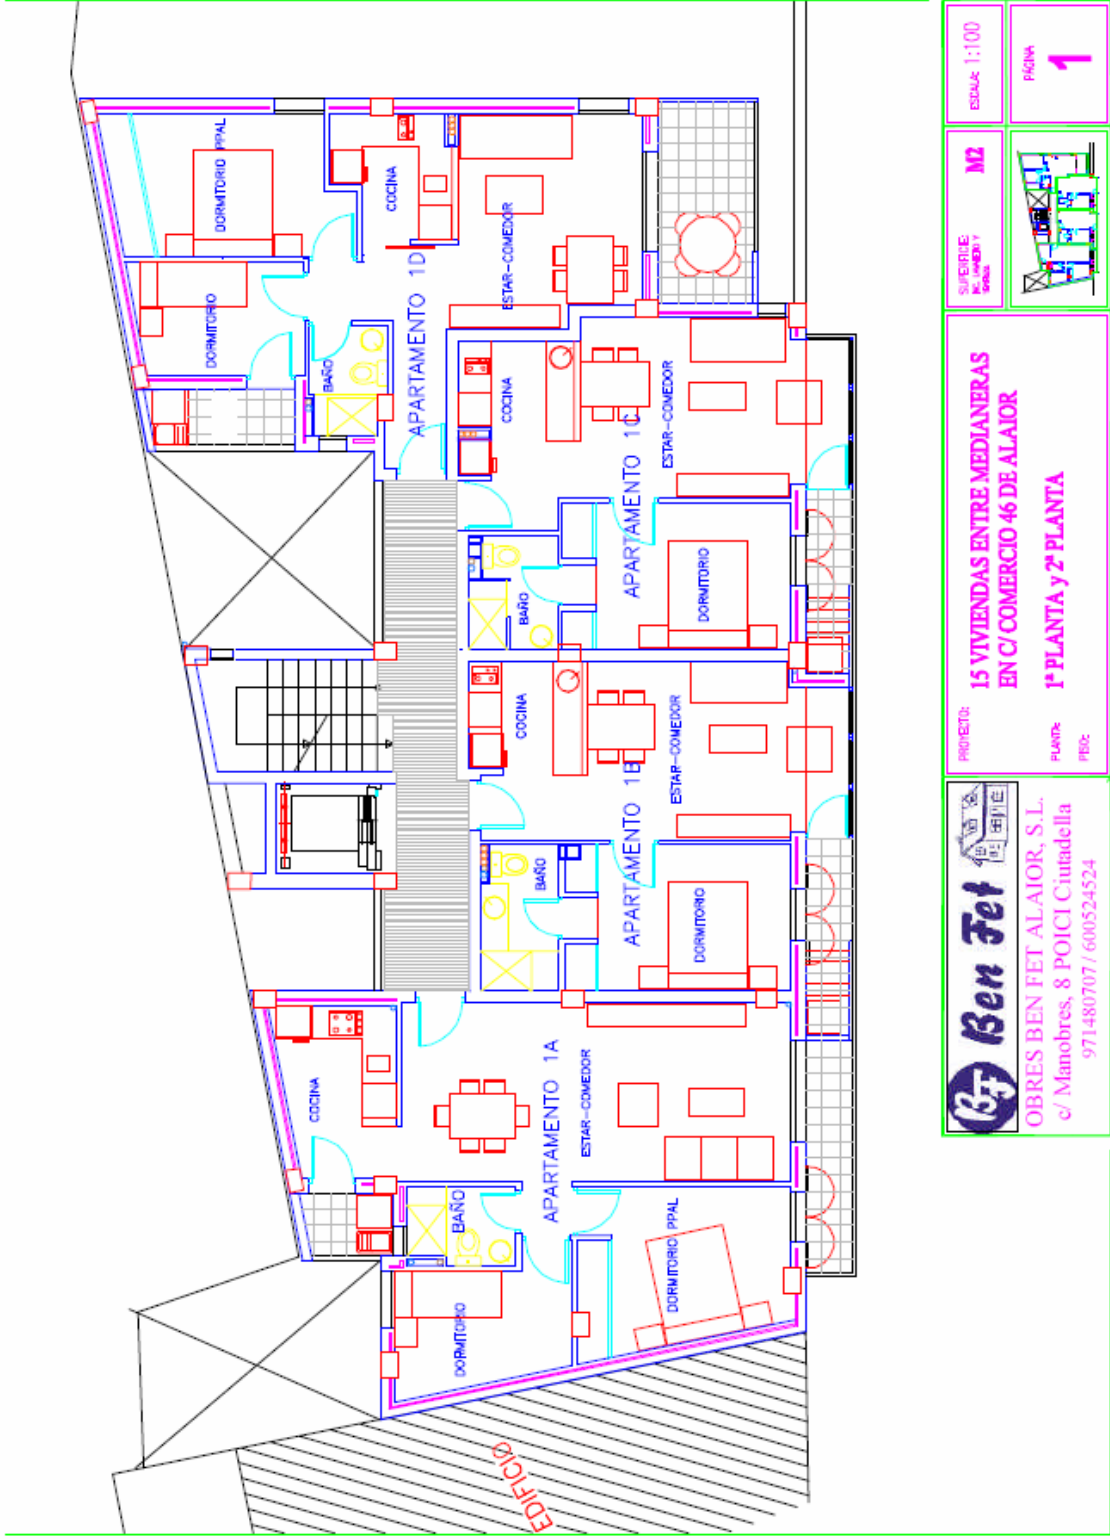 DORMITORIO PPAL
DORMITORIO
BAÑO
COCINA
ESTAR-COMEDOR
APARTAMENTO 1D
COCINA
ESTAR-COMEDOR
APARTAMENTO 1C
BAÑO
DORMITORIO
COCINA
ESTAR-COMEDOR
APARTAMENTO 1B
BAÑO
DORMITORIO
COCINA
APARTAMENTO 1A
ESTAR-COMEDOR
BAÑO
DORMITORIO
DORMITORIO PPAL
EDIFICIO
BF Ben Fet
OBRES BEN FET ALAIOR, S.L.
c/ Manobres, 8 POICI Ciutadella
971480707 / 600524524
PROYECTO:
15 VIVIENDAS ENTRE MEDIANERAS
EN C/ COMERCIO 46 DE ALAIOR
PLANTA:
1ª PLANTA y 2ª PLANTA
PISO:
SUPERFICIE:
M2
ESCALA: 1:100
PÁGINA
1